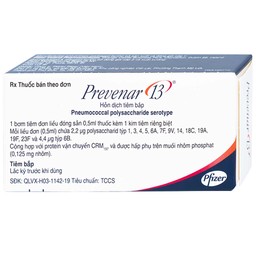 Rx Thuốc bán theo đơn
Prevenar 13®
Hỗn dịch tiêm bắp
Pneumococcal polysaccharide serotype
1 bơm tiêm đơn liều đóng sẵn 0,5ml thuốc kèm 1 kim tiêm riêng biệt
Mỗi liều đơn (0,5ml) chứa 2,2 µg polysaccharid týp 1, 3, 4, 5, 6A, 7F, 9V, 14, 18C, 19A,
19F, 23F và 4,4 µg týp 6B.
Cộng hợp với protein vận chuyển CRM197 và được hấp phụ trên muối nhôm phosphat
(0,125 mg nhôm).
Tiêm bắp
Lắc kỹ trước khi dùng
SĐK: QLVX-H03-1142-19 Tiêu chuẩn: TCCS
Pfizer